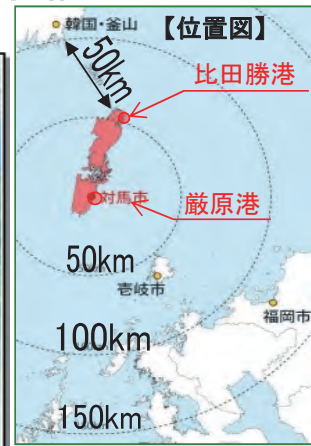 【位置図】
韓国・釜山
50km
比田勝港
対馬市
厳原港
50km
壱岐市
福岡市
100km
150km